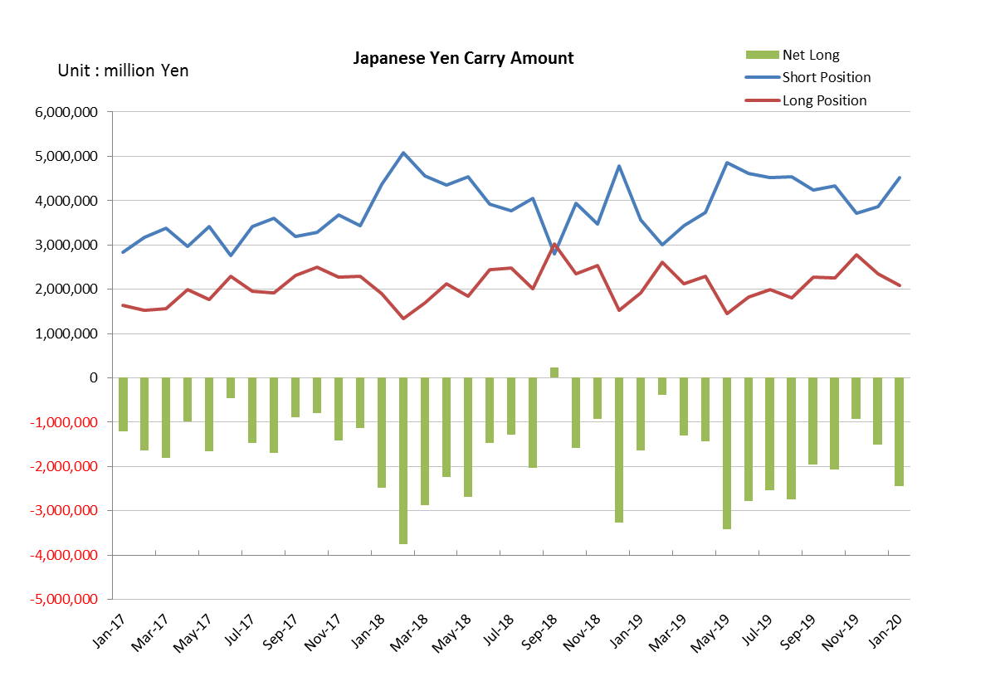 Japanese Yen Carry Amount
Unit : million Yen
Net Long
Short Position
Long Position
6,000,000
5,000,000
4,000,000
3,000,000
2,000,000
1,000,000
0
-1,000,000
-2,000,000
-3,000,000
-4,000,000
-5,000,000
Jan-17
Mar-17
May-17
Jul-17
Sep-17
Nov-17
Jan-18
Mar-18
May-18
Jul-18
Sep-18
Nov-18
Jan-19
Mar-19
May-19
Jul-19
Sep-19
Nov-19
Jan-20